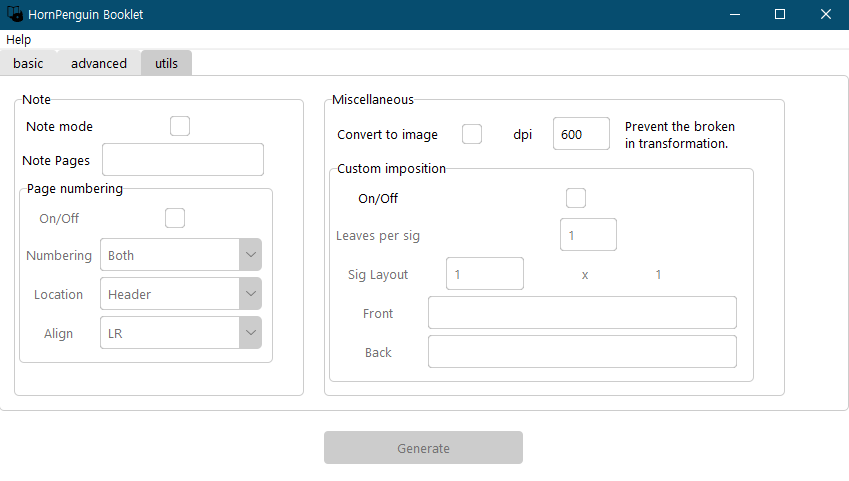 HornPenguin Booklet
Help
basic advanced utils
Note
Note mode
Note Pages
Page numbering
On/Off
Numbering Both
Location Header
Align LR
Miscellaneous
Convert to image dpi 600 Prevent the broken
in transformation.
Custom imposition
On/Off
Leaves per sig 1
Sig Layout 1 x 1
Front
Back
Generate